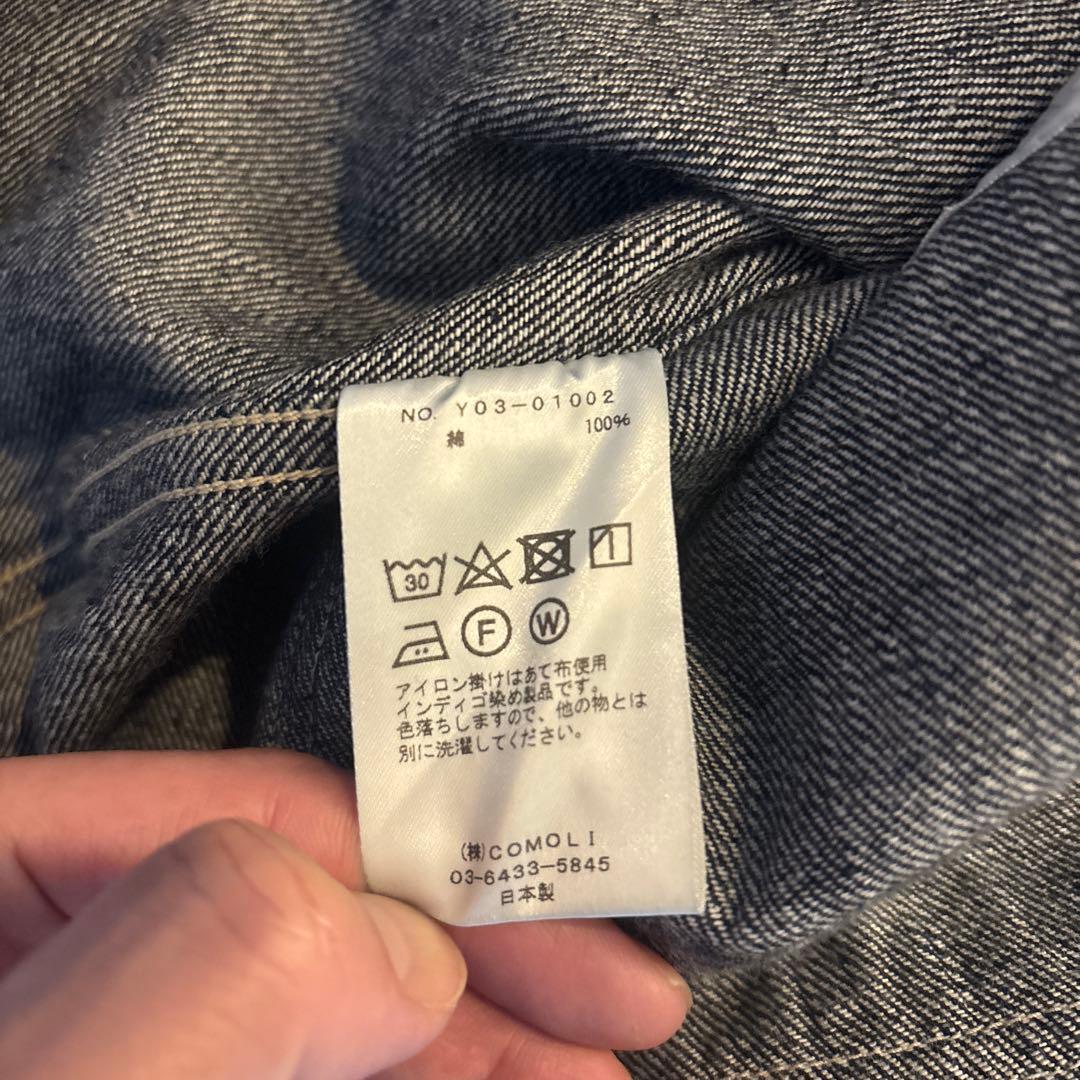 NO. Y03-01002
綿 100%
30
F W
アイロン掛けはあて布使用
インディゴ染め製品です。
色落ちしますので、他の物とは
別に洗濯してください。
(株)COMOLI
03-6433-5845
日本製